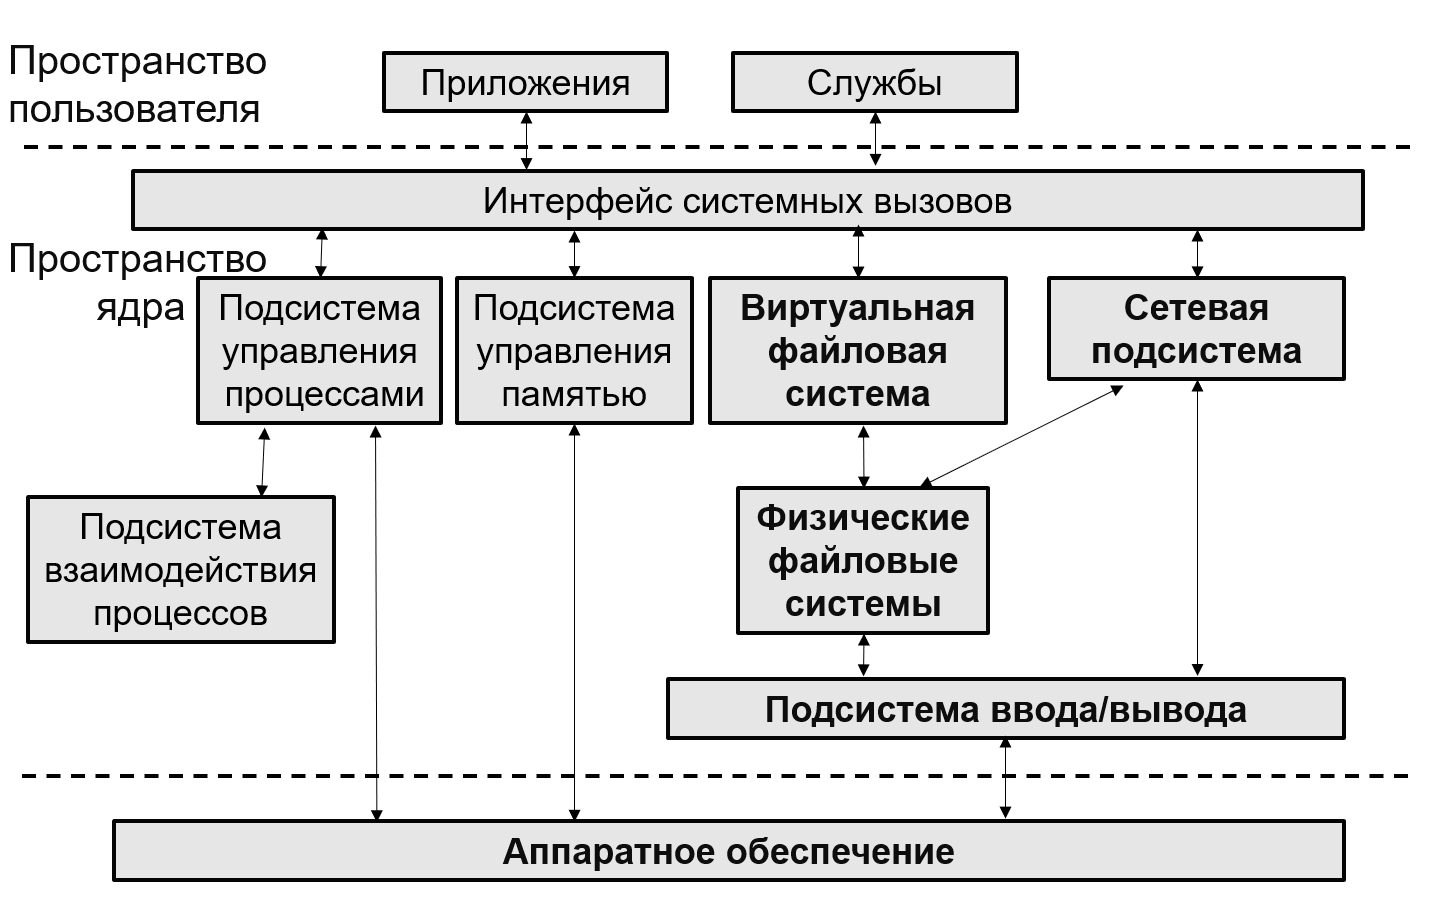 Пространство
пользователя
Приложения
Службы
Интерфейс системных вызовов
Пространство
ядра
Подсистема
управления
процессами
Подсистема
управления
памятью
Виртуальная
файловая
система
Сетевая
подсистема
Подсистема
взаимодействия
процессов
Физические
файловые
системы
Подсистема ввода/вывода
Аппаратное обеспечение